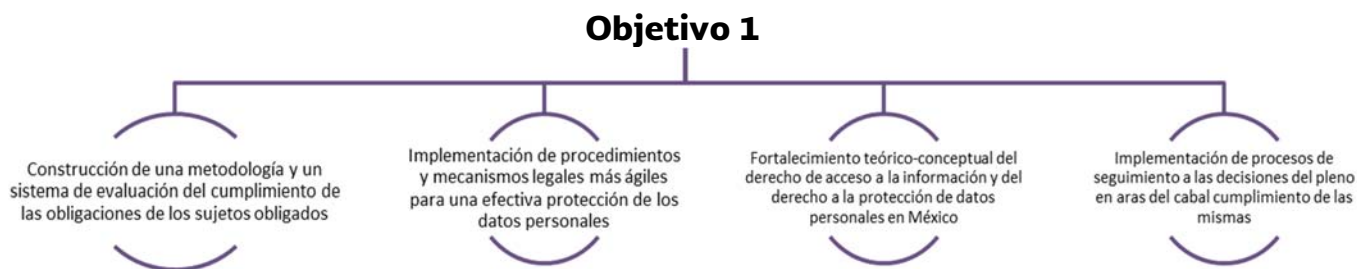 Objetivo 1
Construcción de una metodología y un
sistema de evaluación del cumplimiento de
las obligaciones de los sujetos obligados
Implementación de procedimientos
y mecanismos legales más ágiles
para una efectiva protección de los
datos personales
Fortalecimiento teórico-conceptual del
derecho de acceso a la información y del
derecho a la protección de datos
personales en México
Implementación de procesos de
seguimiento a las decisiones del pleno
en aras del cabal cumplimiento de las
mismas